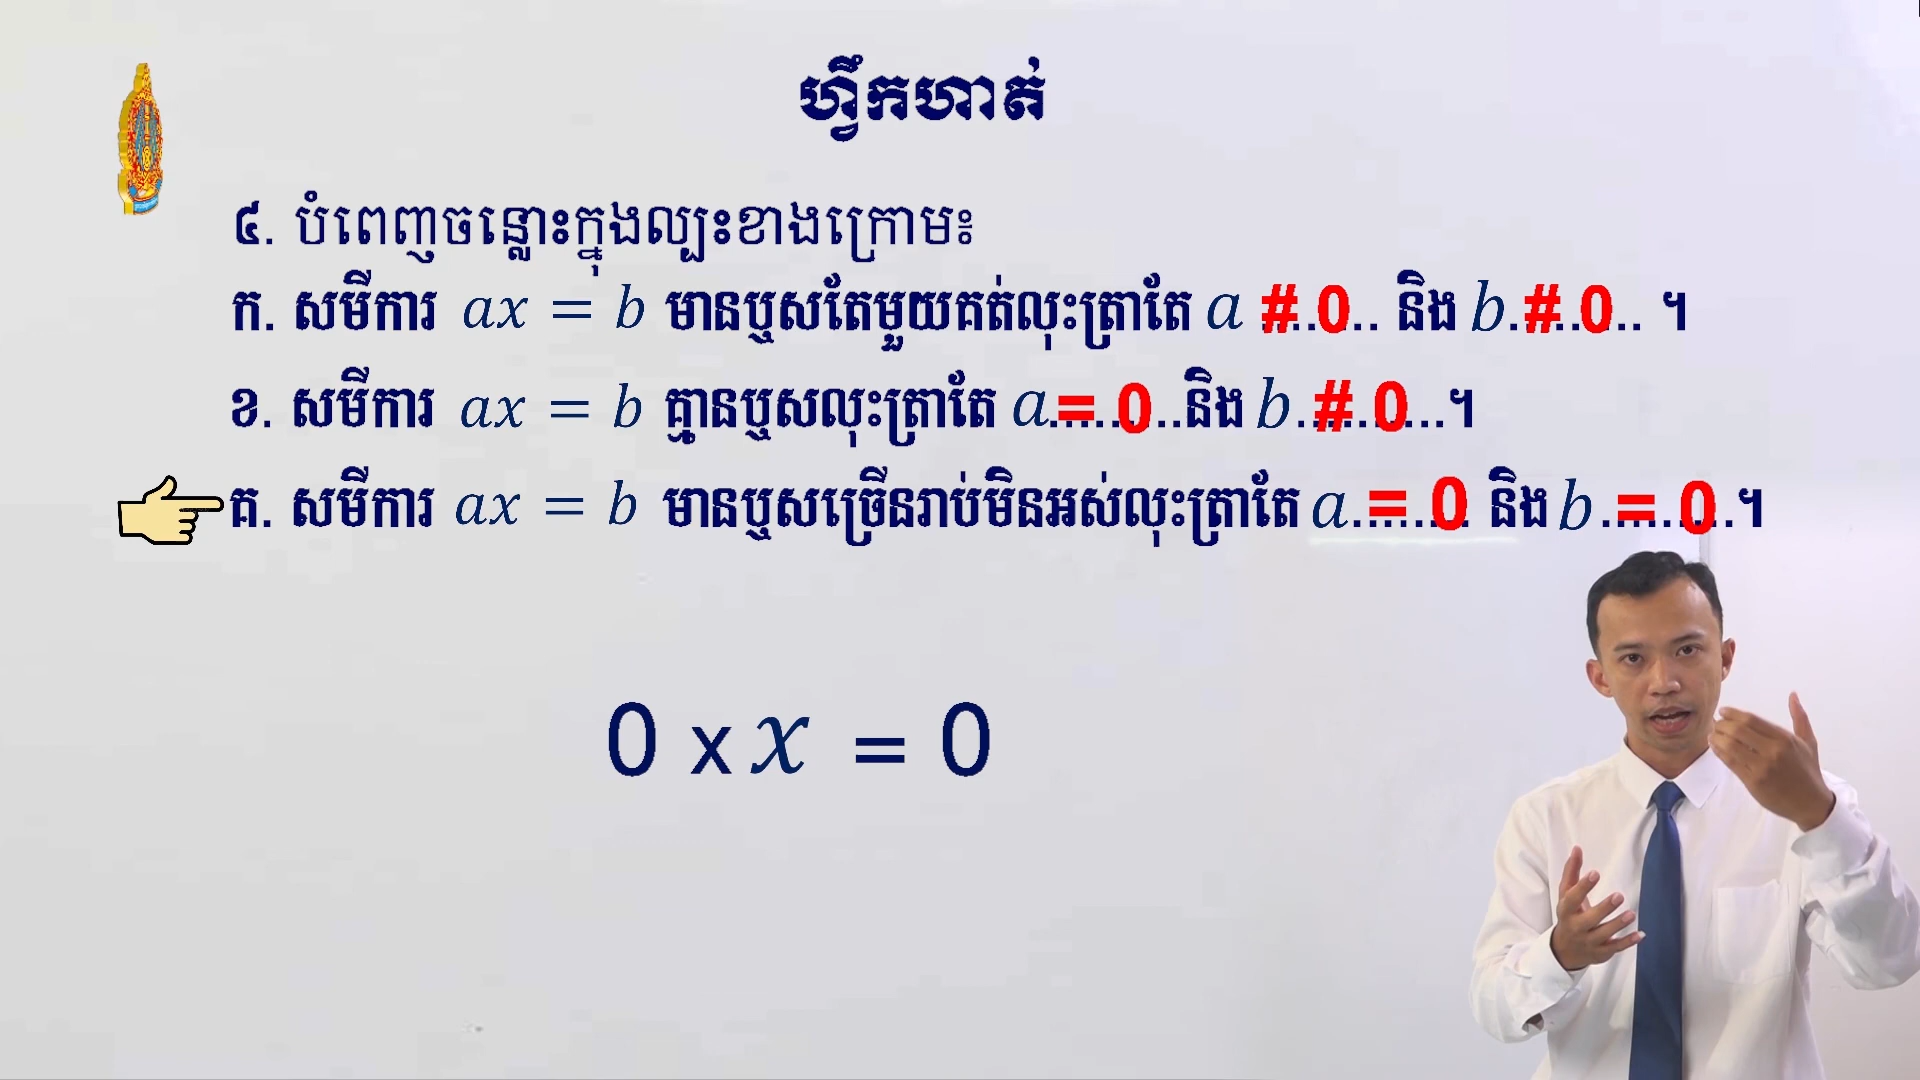 ហ្វឹកហាត់
៤. បំពេញចន្លោះក្នុងល្បះខាងក្រោម៖
ក. សមីការ ax = b មានឬសតែមួយគត់លុះត្រាតែ a #.0.. និង b.#..0.. ។
ខ. សមីការ ax = b គ្មានឬសលុះត្រាតែ a.=..0..និង b.#..0...។
គ. សមីការ ax = b មានឬសច្រើនរាប់មិនអស់លុះត្រាតែ a.=..0 និង b..=..0.។
0 x x = 0